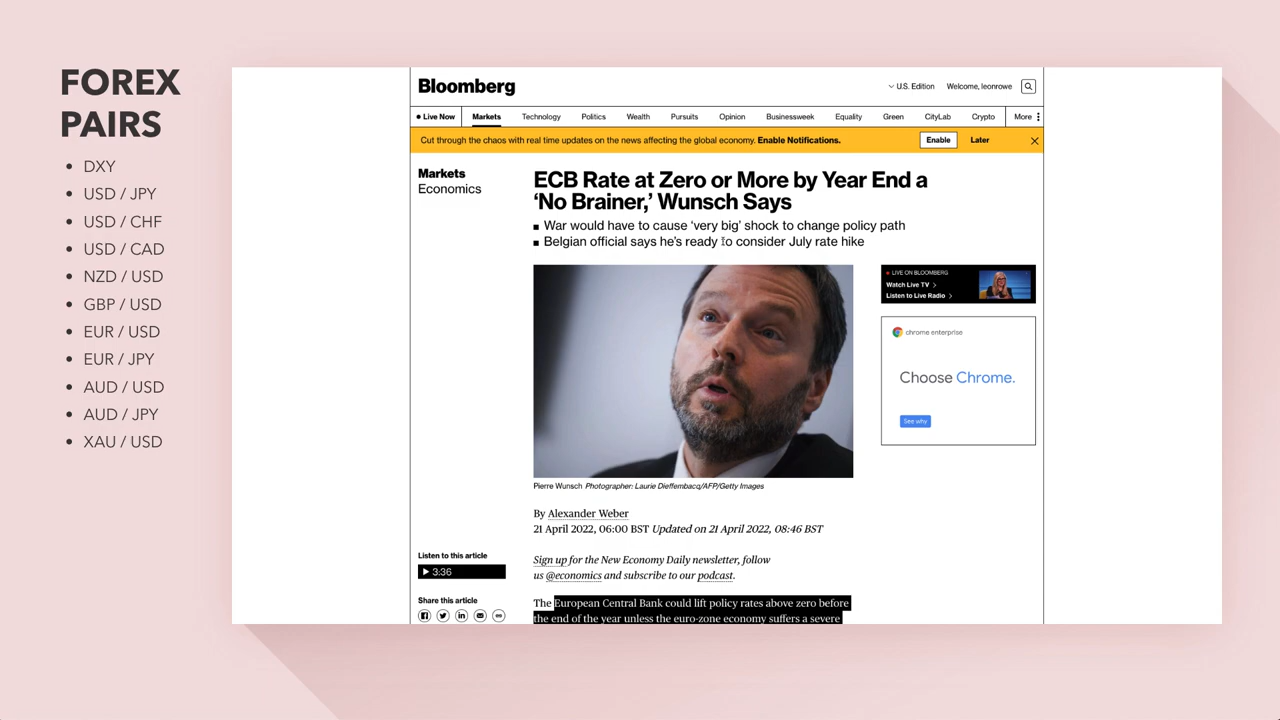 FOREX
PAIRS
DXY
USD / JPY
USD / CHF
USD / CAD
NZD / USD
GBP / USD
EUR / USD
EUR / JPY
AUD / USD
AUD / JPY
XAU / USD
Bloomberg
U.S. Edition Welcome, leonrowe
Live Now Markets Technology Politics Wealth Pursuits Opinion Businessweek Equality Green CityLab Crypto More
Cut through the chaos with real time updates on the news affecting the global economy. Enable Notifications. Enable Later
Markets
Economics
ECB Rate at Zero or More by Year End a
‘No Brainer,’ Wunsch Says
War would have to cause ‘very big’ shock to change policy path
Belgian official says he’s ready to consider July rate hike
LIVE ON BLOOMBERG
Watch Live TV
Listen to Live Radio
chrome enterprise
Choose Chrome.
See why
Pierre Wunsch Photographer: Laurie Dieffembacq/AFP/Getty Images
By Alexander Weber
21 April 2022, 06:00 BST Updated on 21 April 2022, 08:46 BST
Listen to this article
3:36
Share this article
Sign up for the New Economy Daily newsletter, follow
us @economics and subscribe to our podcast.
The European Central Bank could lift policy rates above zero before
the end of the year unless the euro-zone economy suffers a severe